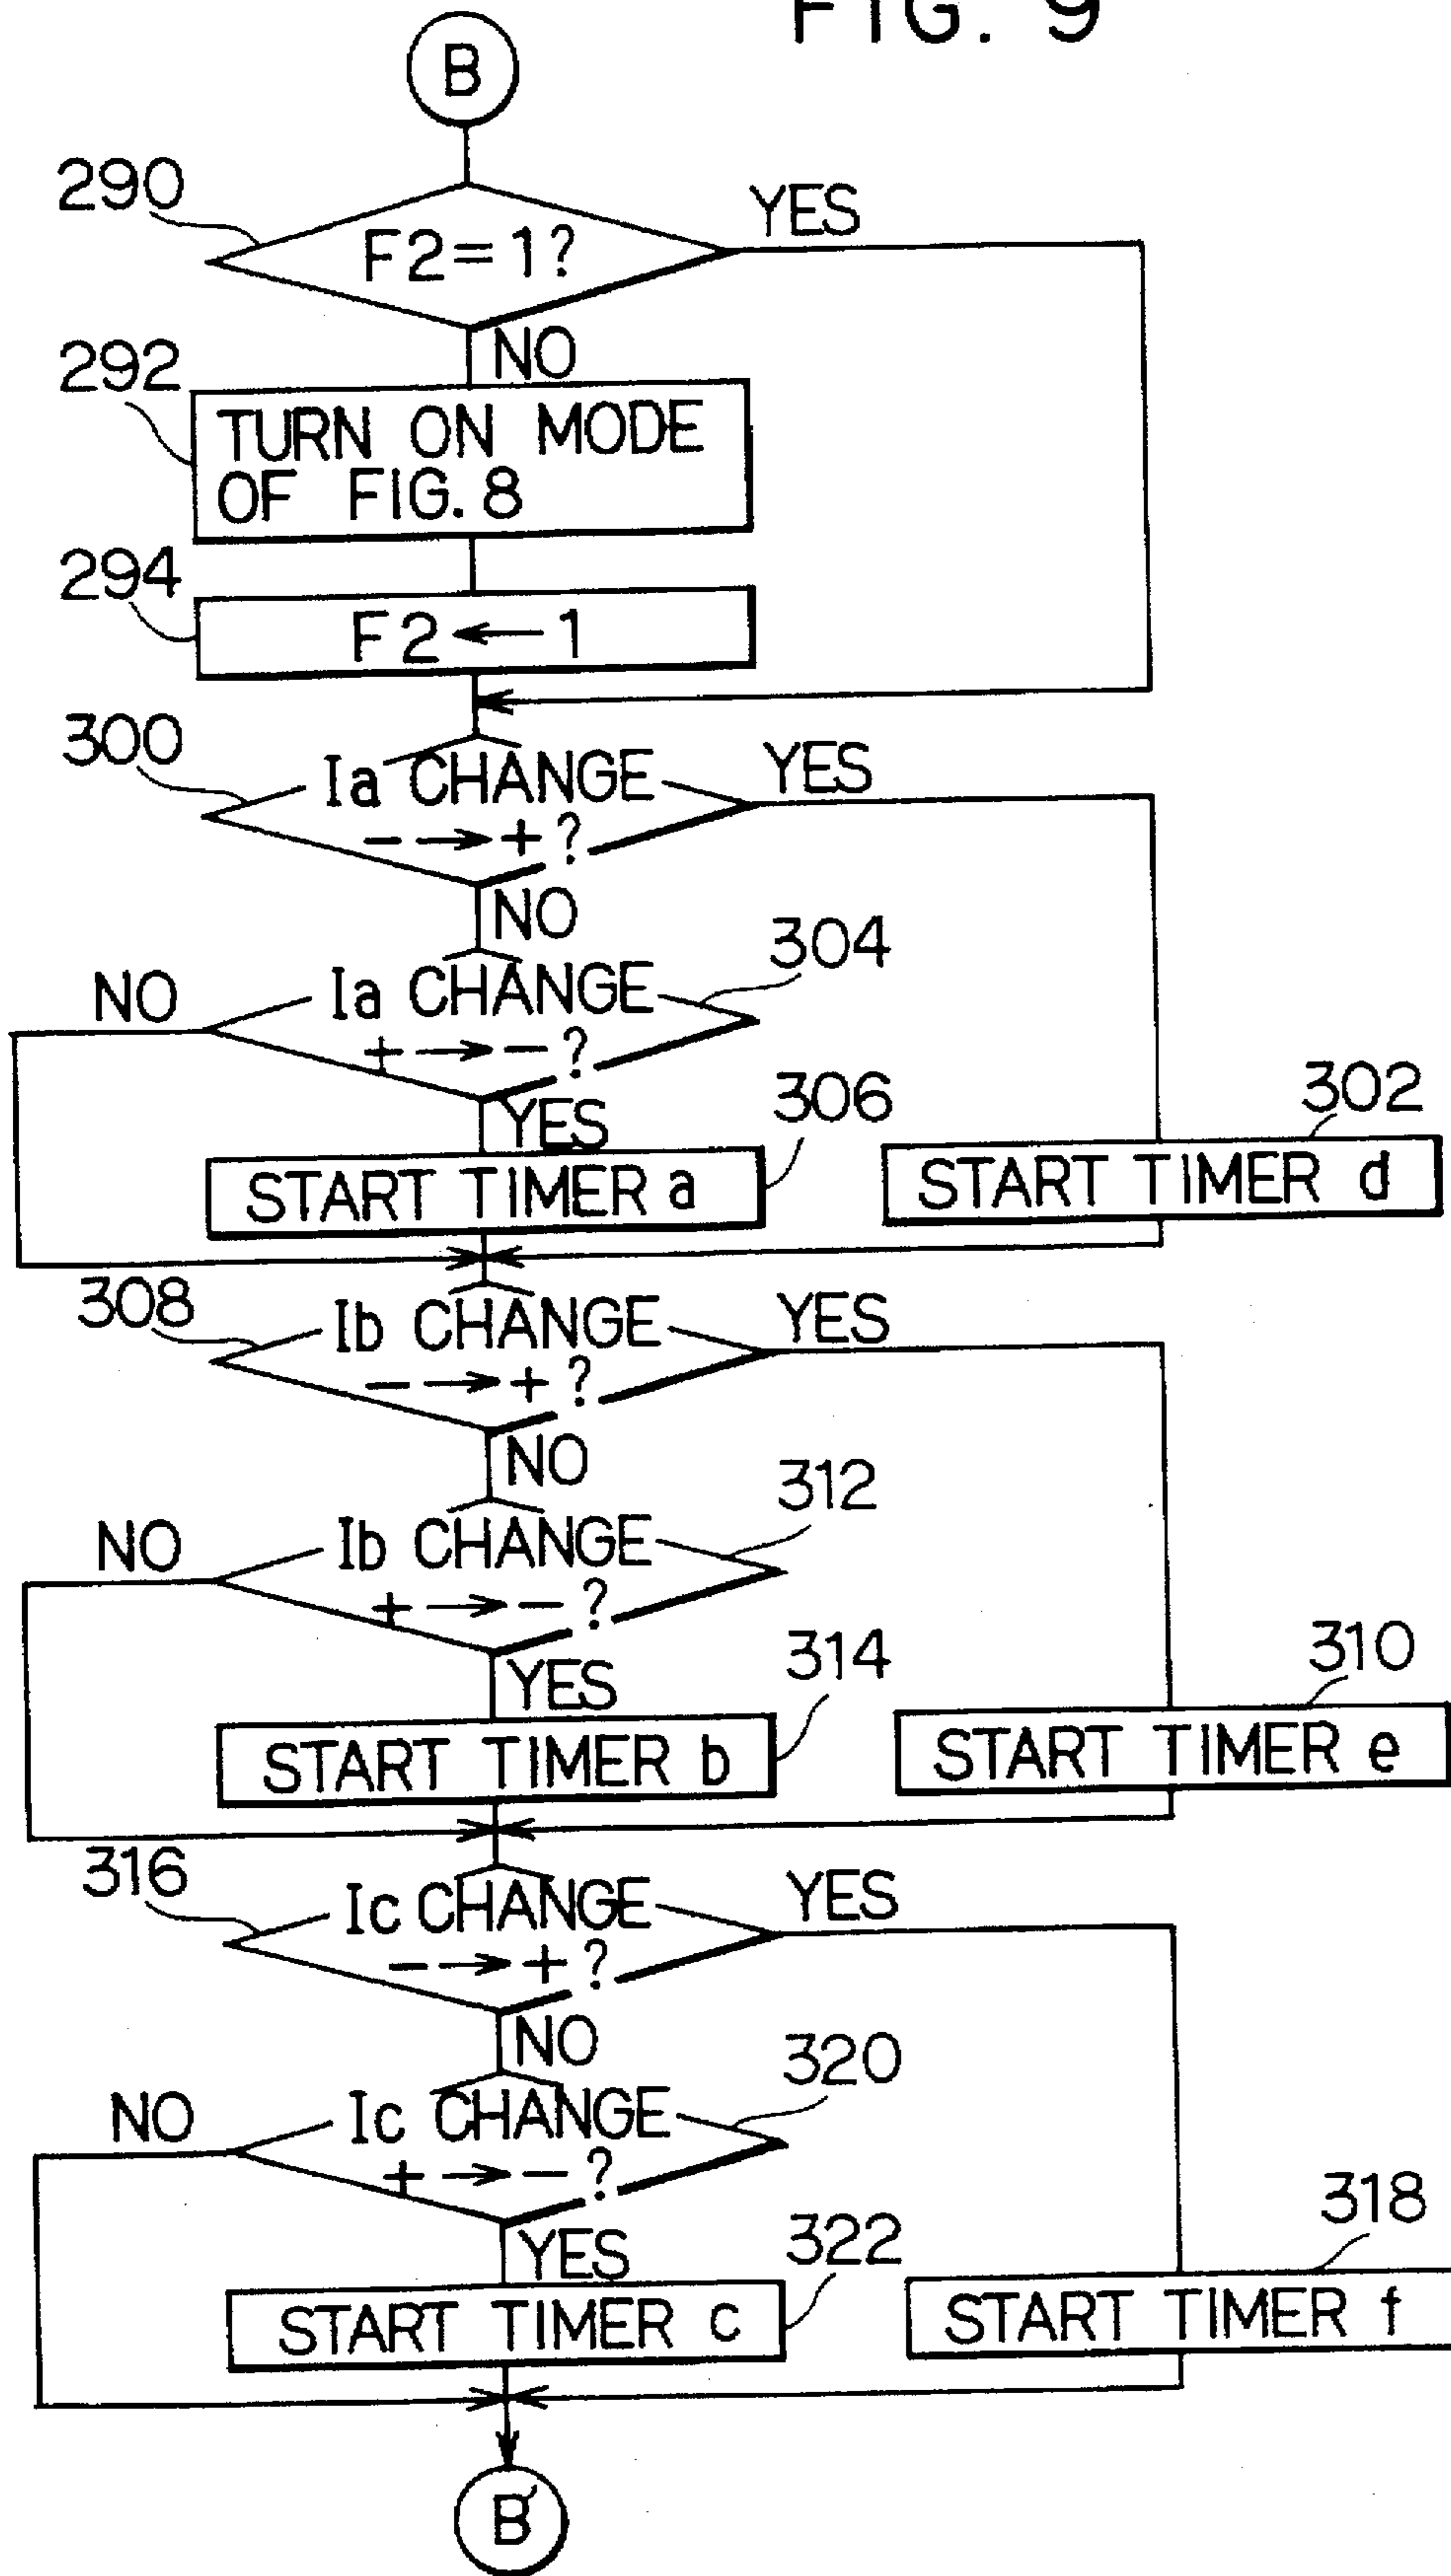 FIG. 9
B
290
F2=1?
YES
NO
292
TURN ON MODE
OF FIG. 8
294
F2 ← 1
300
Ia CHANGE
- → + ?
YES
NO
304
Ia CHANGE
+ → - ?
NO
YES
306
START TIMER a
302
START TIMER d
308
Ib CHANGE
- → + ?
YES
NO
312
Ib CHANGE
+ → - ?
NO
YES
314
START TIMER b
310
START TIMER e
316
Ic CHANGE
- → + ?
YES
NO
320
Ic CHANGE
+ → - ?
NO
YES
322
START TIMER c
318
START TIMER f
B'